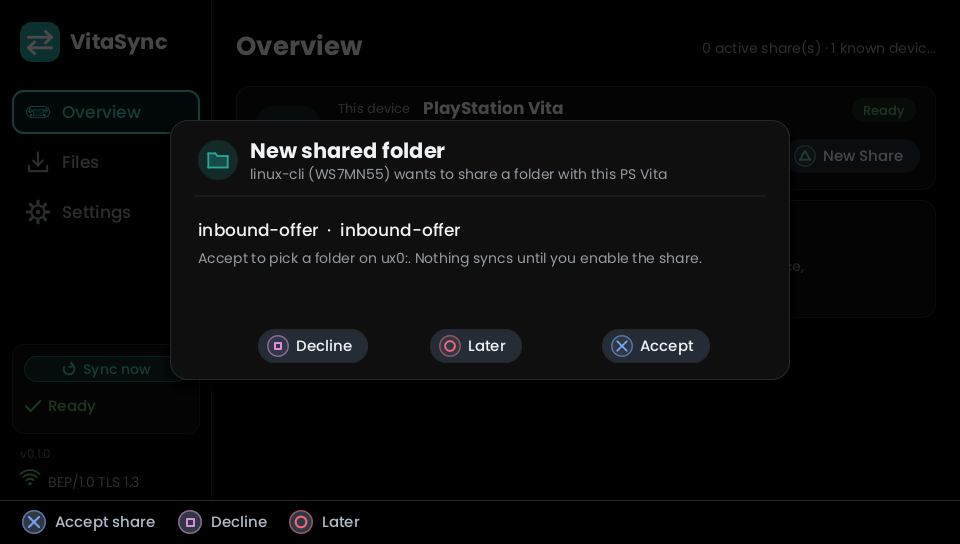 VitaSync
Overview
0 active share(s) · 1 known devic...
Overview
Files
Settings
This device PlayStation Vita
Ready
New Share
New shared folder
linux-cli (WS7MN55) wants to share a folder with this PS Vita
inbound-offer · inbound-offer
Accept to pick a folder on ux0:. Nothing syncs until you enable the share.
Decline
Later
Accept
ce,
Sync now
Ready
v0.1.0
BEP/1.0 TLS 1.3
Accept share
Decline
Later